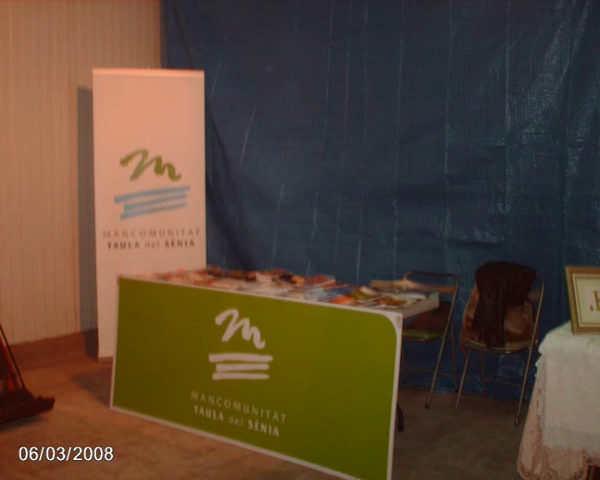 MANCOMUNITAT
TAULA del SÉNIA
MANCOMUNITAT
TAULA del SÉNIA
06/03/2008